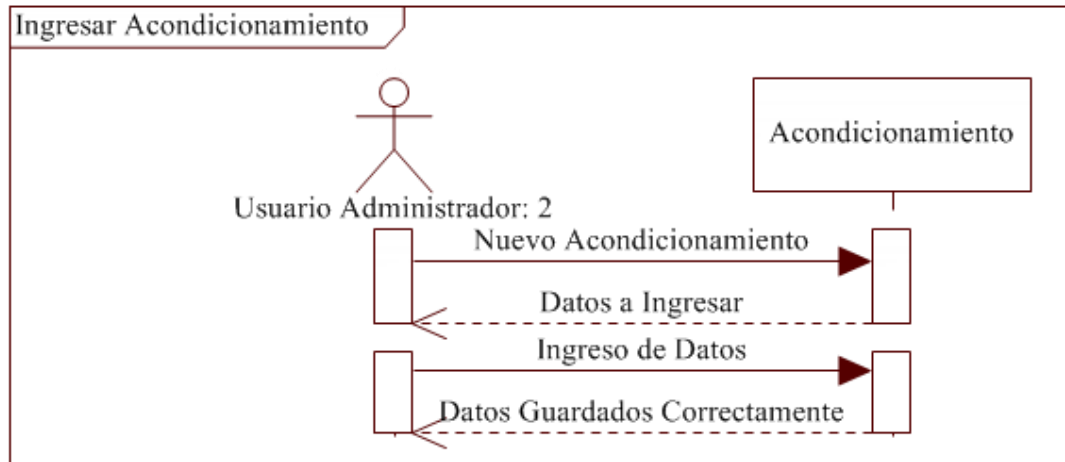 Ingresar Acondicionamiento
Acondicionamiento
Usuario Administrador: 2
Nuevo Acondicionamiento
Datos a Ingresar
Ingreso de Datos
Datos Guardados Correctamente